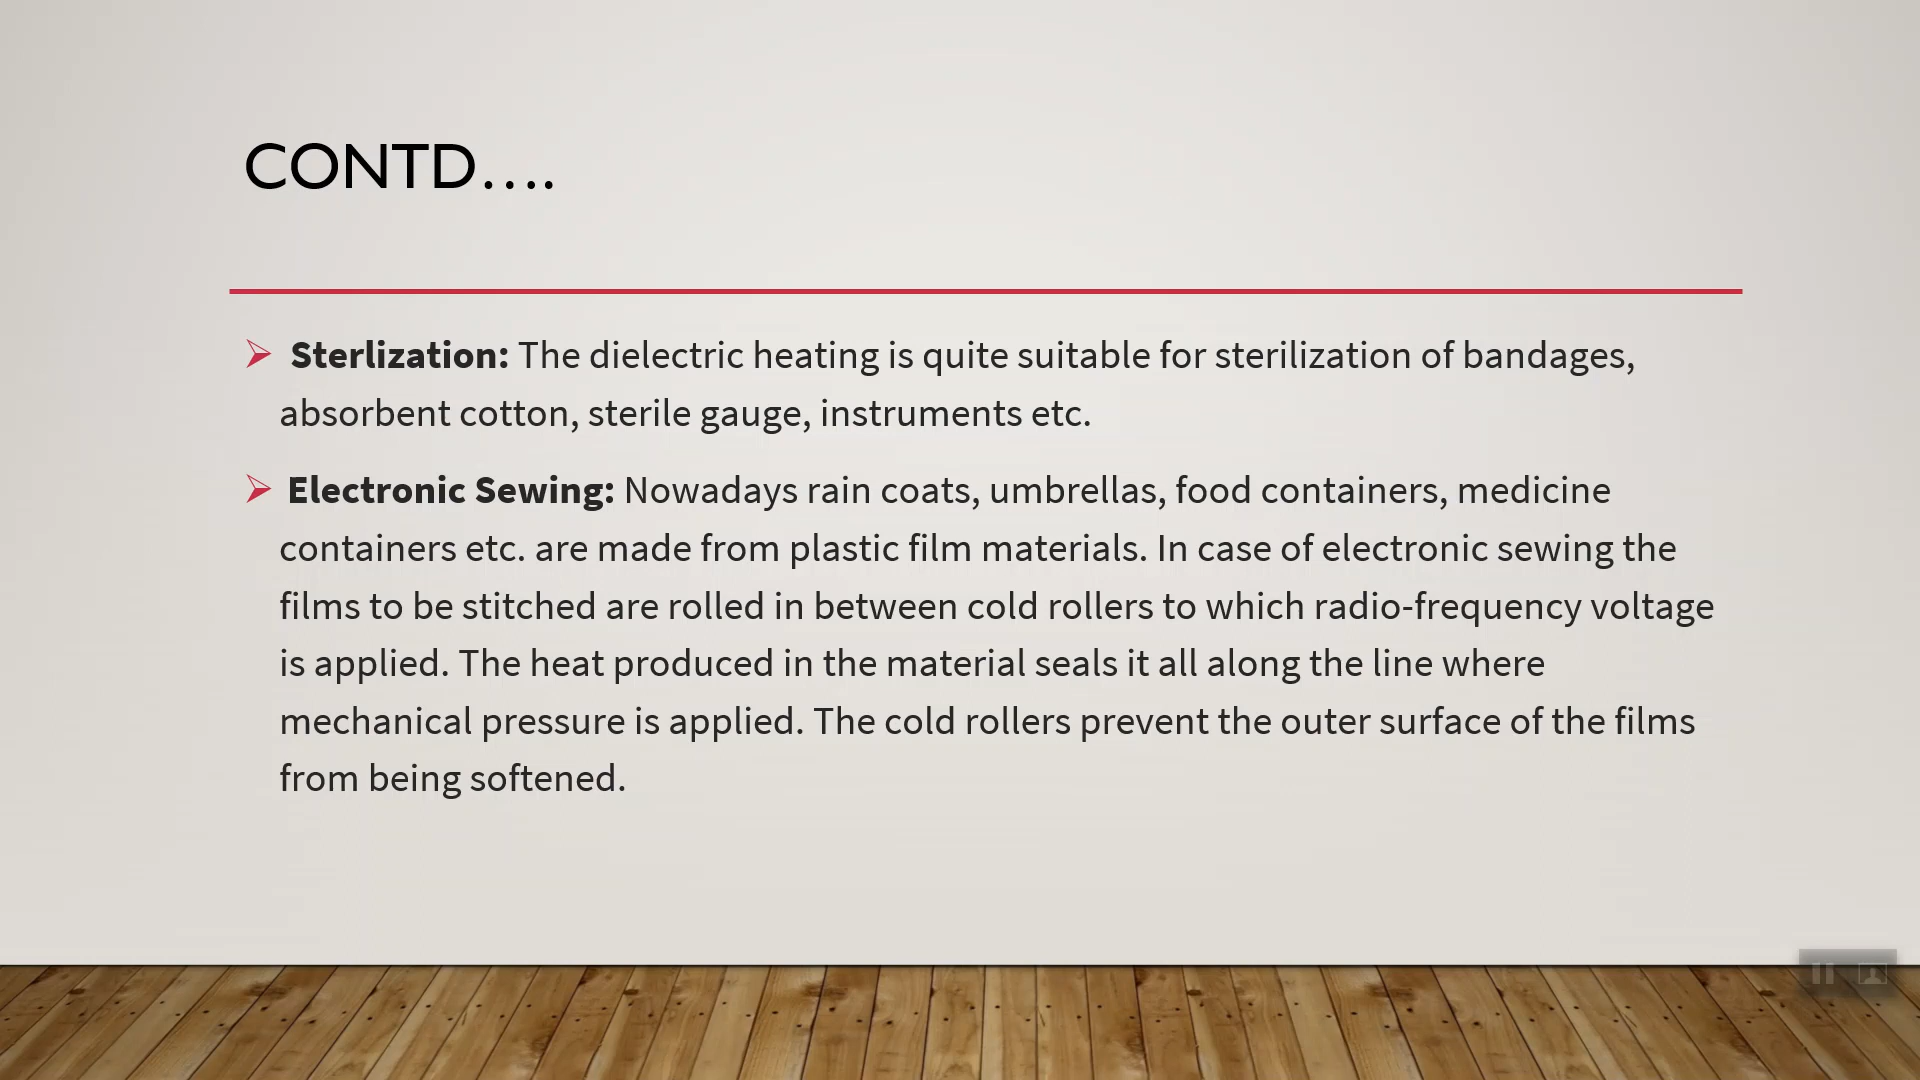 CONTD….
Sterlization: The dielectric heating is quite suitable for sterilization of bandages,
absorbent cotton, sterile gauge, instruments etc.
Electronic Sewing: Nowadays rain coats, umbrellas, food containers, medicine
containers etc. are made from plastic film materials. In case of electronic sewing the
films to be stitched are rolled in between cold rollers to which radio-frequency voltage
is applied. The heat produced in the material seals it all along the line where
mechanical pressure is applied. The cold rollers prevent the outer surface of the films
from being softened.